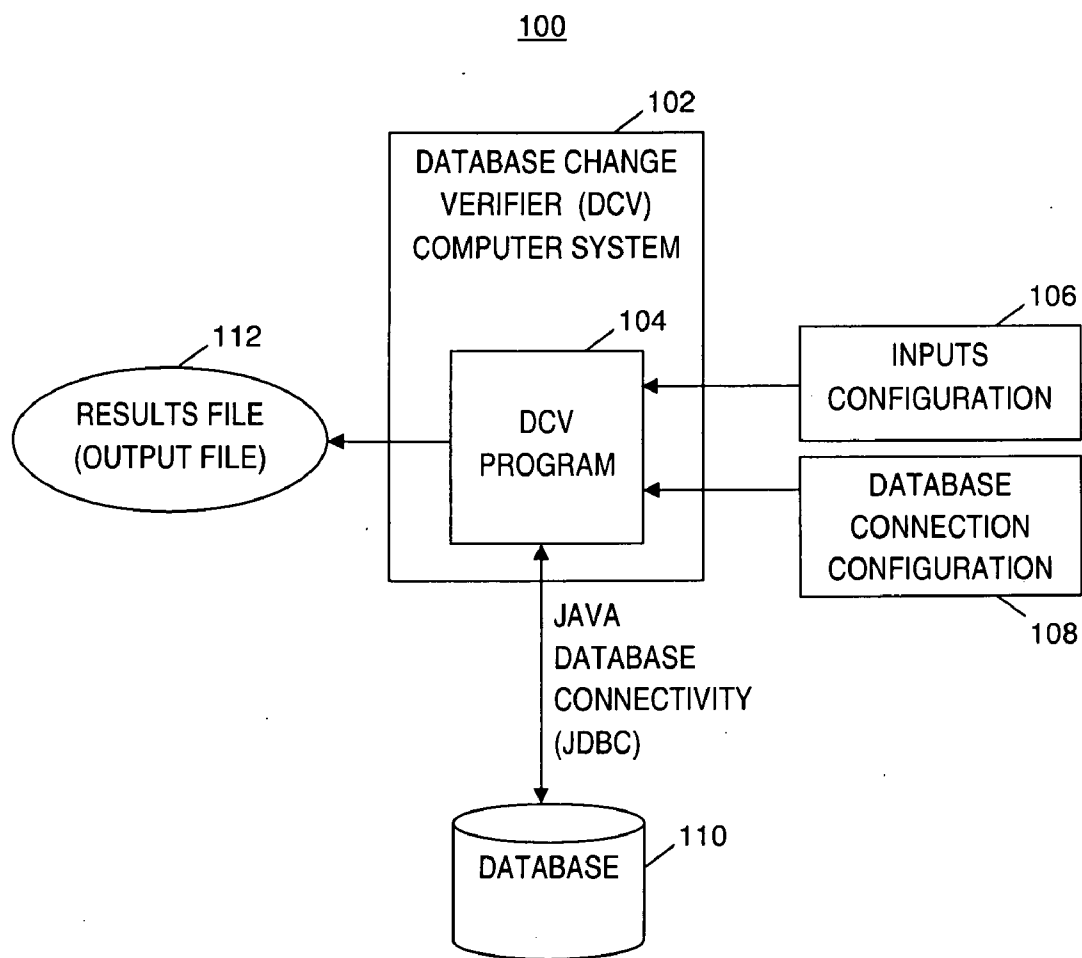 100
102
DATABASE CHANGE
VERIFIER (DCV)
COMPUTER SYSTEM
104
DCV
PROGRAM
106
INPUTS
CONFIGURATION
112
RESULTS FILE
(OUTPUT FILE)
DATABASE
CONNECTION
CONFIGURATION
108
JAVA
DATABASE
CONNECTIVITY
(JDBC)
110
DATABASE